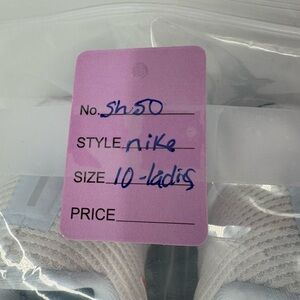 No. sh50
STYLE nike
SIZE 10-ladis
PRICE